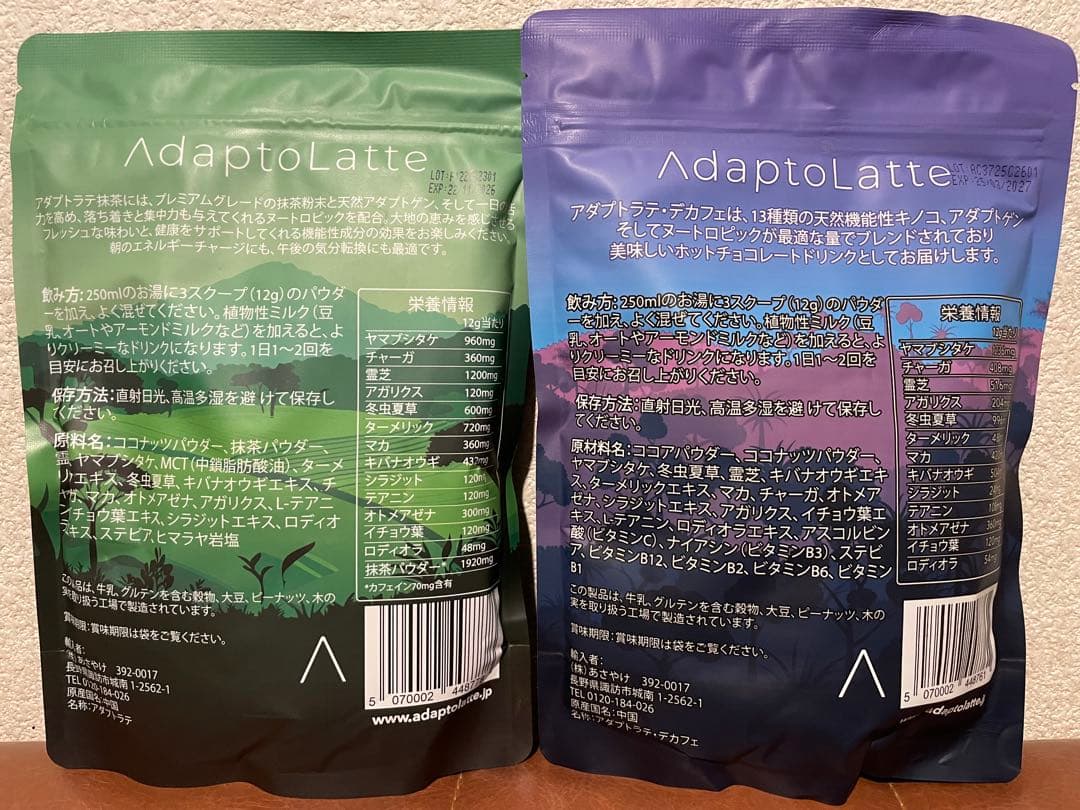 AdaptoLatte
EXP: 22/11/2026
アダプトラテ抹茶には、プレミアムグレードの抹茶粉末と天然アダプトゲン、そして一日の
力を高め、落ち着きと集中力も与えてくれるヌートロピックを配合。大地の恵みを感じさせる
フレッシュな味わいと、健康をサポートしてくれる機能性成分の効果をお楽しみください。
朝のエネルギーチャージにも、午後の気分転換にも最適です。
飲み方: 250mlのお湯に3スクープ(12g)のパウダ
ーを加え、よく混ぜてください。植物性ミルク(豆
乳、オートやアーモンドミルクなど)を加えると、よ
りクリーミーなドリンクになります。1日1〜2回を
目安にお召し上がりください。
保存方法:直射日光、高温多湿を避 けて保存し
てください。
原料名:ココナッツパウダー、抹茶パウダー、
霊、ヤマブシタケ、MCT(中鎖脂肪酸油)、ター
リエキス、冬虫夏草、キバナオウギエキス、チ
ャガ、マカ、オトメアゼナ、アガリクス、L-テアニ
イチョウ葉エキス、シラジットエキス、ロディオ
キス、ステビア、ヒマラヤ岩塩
この品は、牛乳、グルテンを含む穀物、大豆、ピーナッツ、木の
実を取り扱う工場で製造されています。
賞味期限:賞味期限は袋をご覧ください。
輸入者:
(株)あさやけ 392-0017
長野県諏訪市城南 1-2562-1
TEL 0120-184-026
原産国名:中国
名称:アダプトラテ
栄養情報
12g当たり
ヤマブシタケ 960mg
チャーガ 360mg
霊芝 1200mg
アガリクス 120mg
冬虫夏草 600mg
ターメリック 720mg
マカ 360mg
キバナオウギ 432mg
シラジット 120mg
テアニン 120mg
オトメアゼナ 300mg
イチョウ葉 120mg
ロディオラ 48mg
抹茶パウダー* 1920mg
*カフェイン70mg含有
5 070002
www.adaptolatte.jp
AdaptoLatte
LOT: AC3725C2601
EXP: 25/03/2027
アダプトラテ・デカフェは、13種類の天然機能性キノコ、アダプトゲン
そしてヌートロピックが最適な量でブレンドされており
美味しいホットチョコレートドリンクとしてお届けします。
飲み方: 250mlのお湯に3スクープ(12g)のパウダ
ーを加え、よく混ぜてください。植物性ミルク(豆
乳、オートやアーモンドミルクなど)を加えると、よ
りクリーミーなドリンクになります。1日1〜2回を
目安にお召し上がりください。
保存方法:直射日光、高温多湿を避 けて保存し
てください。
原材料名:ココアパウダー、ココナッツパウダー、
ヤマブシタケ、冬虫夏草、霊芝、キバナオウギエキ
ス、ターメリックエキス、マカ、チャーガ、オトメア
ゼナ、シラジットエキス、アガリクス、イチョウ葉エ
キス、L-テアニン、ロディオラエキス、アスコルビン
酸(ビタミンC)、ナイアシン(ビタミンB3)、ステビ
ア、ビタミンB12、ビタミンB2、ビタミンB6、ビタミン
B1
この製品は、牛乳、グルテンを含む穀物、大豆、ピーナッツ、木の
実を取り扱う工場で製造されています。
賞味期限:賞味期限は袋をご覧ください。
輸入者:
(株)あさやけ 392-0017
長野県諏訪市城南 1-2562-1
TEL 0120-184-026
原産国名:中国
名称:アダプトラテ・デカフェ
栄養情報
12g当たり
ヤマブシタケ
チャーガ 408mg
霊芝 576mg
アガリクス 204mg
冬虫夏草
ターメリック
マカ
キバナオウギ
シラジット
テアニン
オトメアゼナ 360mg
イチョウ葉 120mg
ロディオラ 54mg
5 070002 448761
www.adaptolatte.j